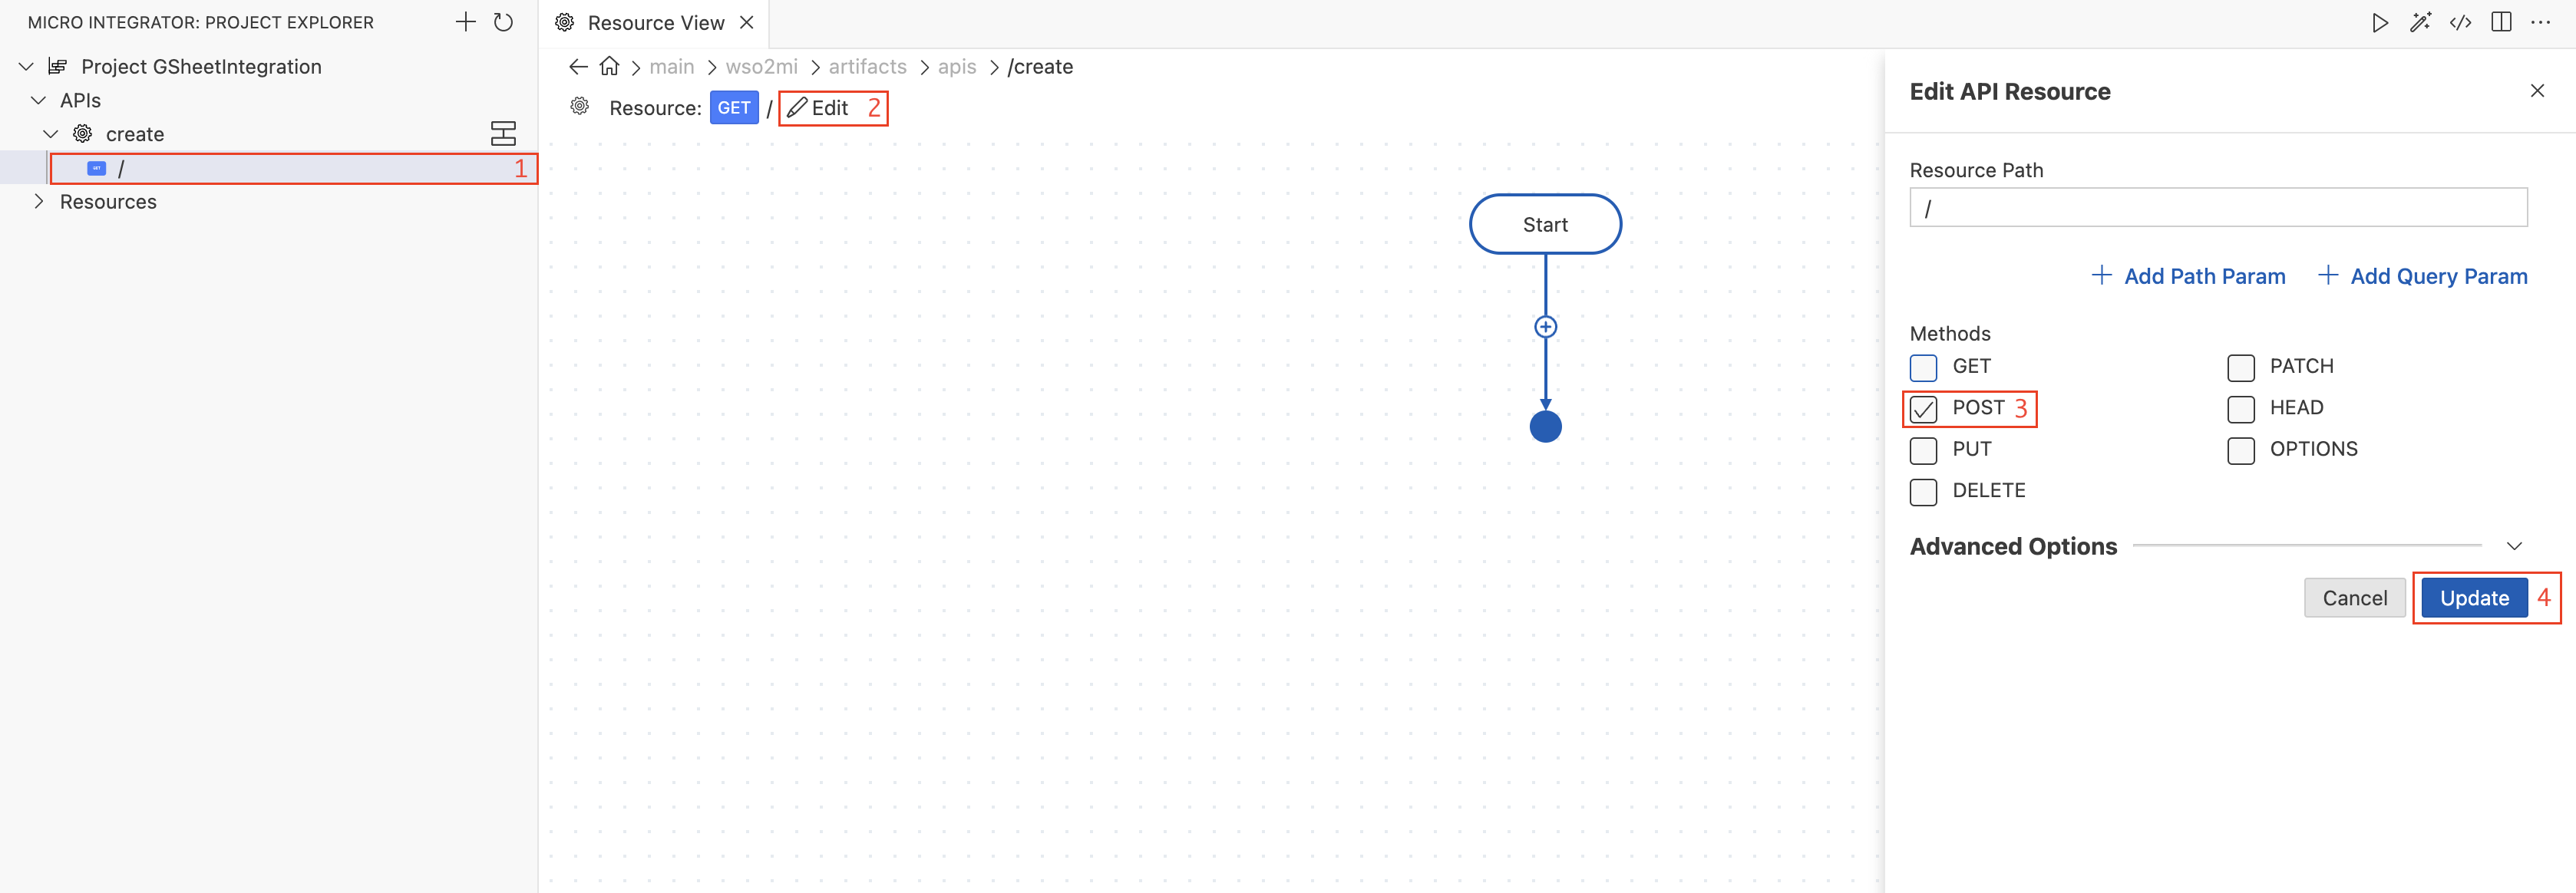 MICRO INTEGRATOR: PROJECT EXPLORER
Project GSheetIntegration
APIs
create
GET / 1
Resources
Resource View
main > wso2mi > artifacts > apis > /create
Resource: GET / Edit 2
Start
Edit API Resource
Resource Path
/
Add Path Param Add Query Param
Methods
GET PATCH
POST 3 HEAD
PUT OPTIONS
DELETE
Advanced Options
Cancel Update 4